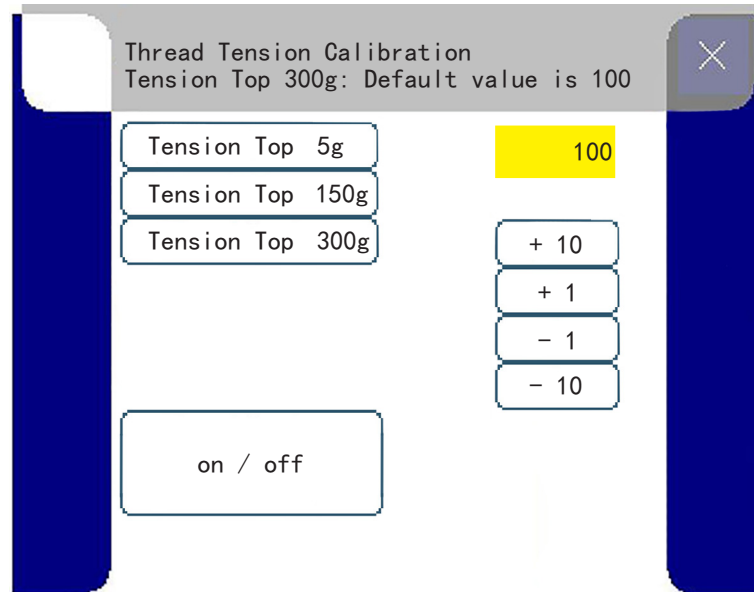 Thread Tension Calibration
Tension Top 300g: Default value is 100
Tension Top 5g
100
Tension Top 150g
Tension Top 300g
+ 10
+ 1
- 1
- 10
on / off